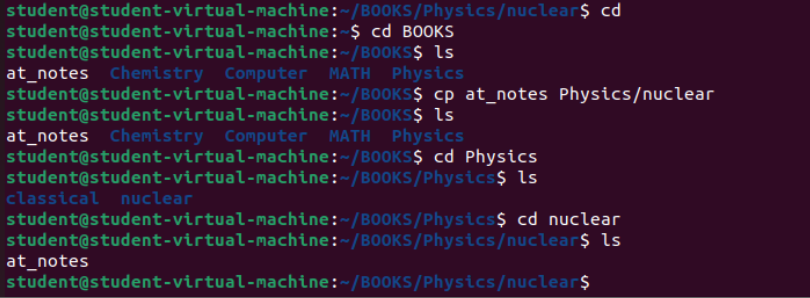 student@student-virtual-machine:~/BOOKS/Physics/nuclear$ cd
student@student-virtual-machine:~$ cd BOOKS
student@student-virtual-machine:~/BOOKS$ ls
at_notes  Chemistry  Computer  MATH  Physics
student@student-virtual-machine:~/BOOKS$ cp at_notes Physics/nuclear
student@student-virtual-machine:~/BOOKS$ ls
at_notes  Chemistry  Computer  MATH  Physics
student@student-virtual-machine:~/BOOKS$ cd Physics
student@student-virtual-machine:~/BOOKS/Physics$ ls
classical  nuclear
student@student-virtual-machine:~/BOOKS/Physics$ cd nuclear
student@student-virtual-machine:~/BOOKS/Physics/nuclear$ ls
at_notes
student@student-virtual-machine:~/BOOKS/Physics/nuclear$